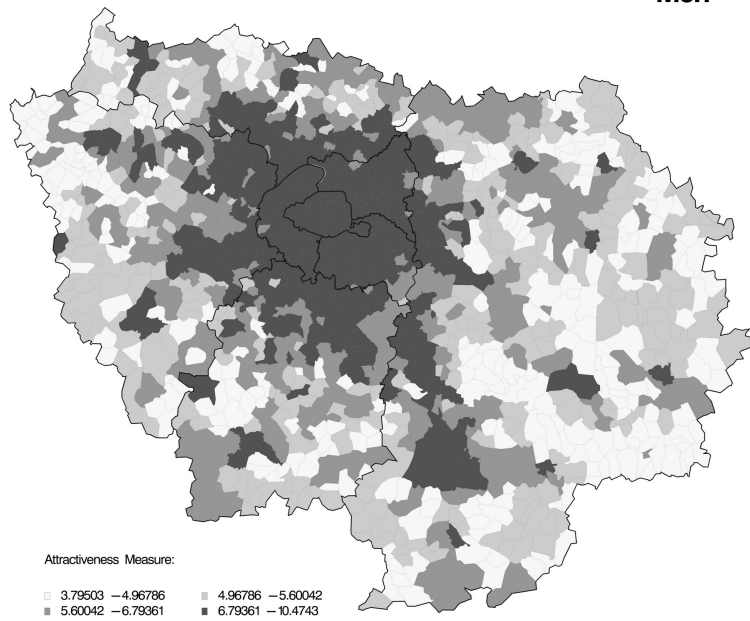 Attractiveness Measure:
3.79503 – 4.96786 4.96786 – 5.60042
5.60042 – 6.79361 6.79361 – 10.4743